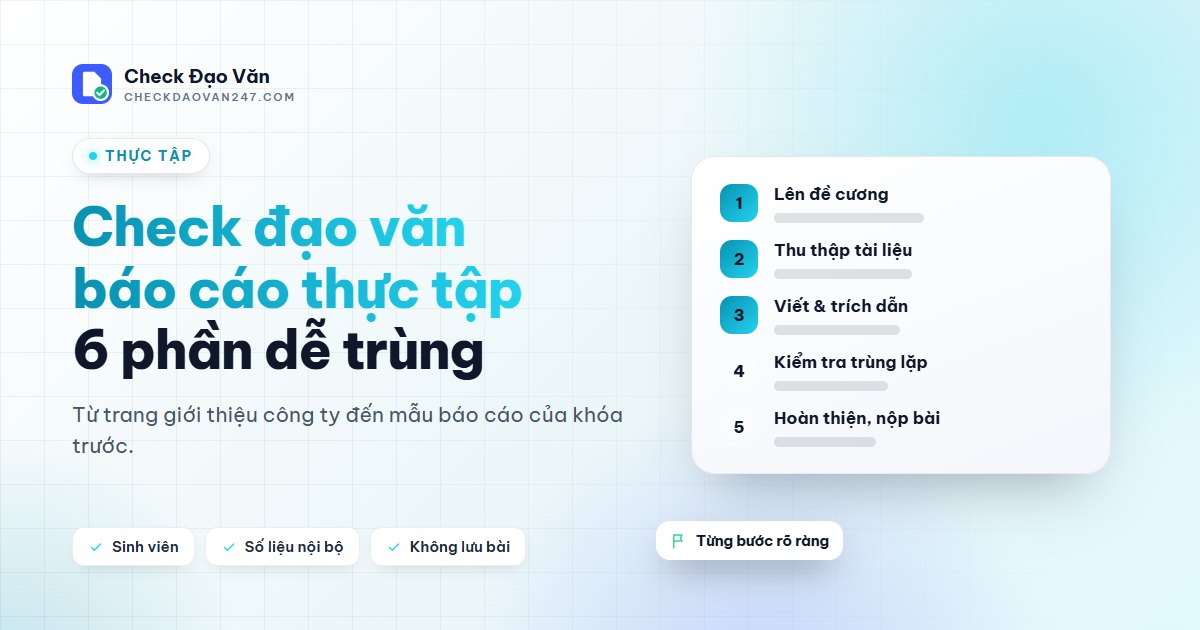 Check Đạo Văn
CHECKDAOVAN247.COM
THỰC TẬP
Check đạo văn
báo cáo thực tập
6 phần dễ trùng
Từ trang giới thiệu công ty đến mẫu báo cáo của khóa
trước.
Sinh viên
Số liệu nội bộ
Không lưu bài
1
Lên đề cương
2
Thu thập tài liệu
3
Viết & trích dẫn
4
Kiểm tra trùng lặp
5
Hoàn thiện, nộp bài
Từng bước rõ ràng